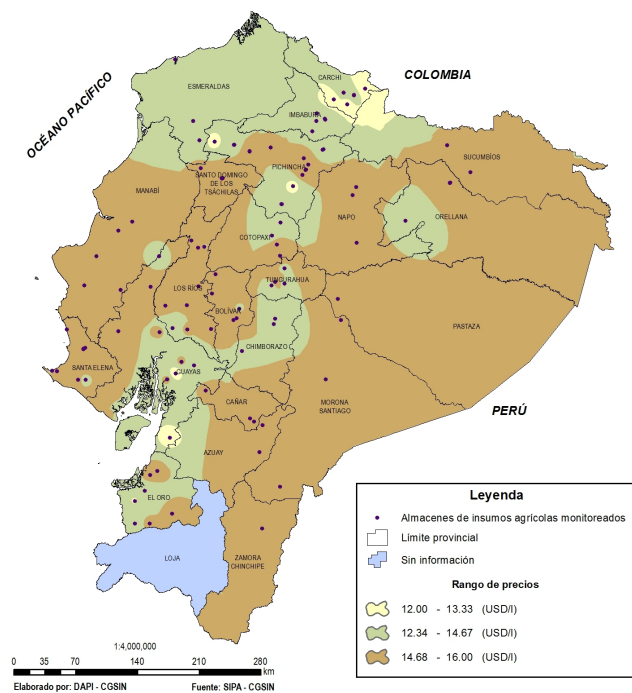 COLOMBIA
OCÉANO PACÍFICO
CARCHI
ESMERALDAS
IMBABURA
SUCUMBÍOS
PICHINCHA
SANTO DOMINGO
DE LOS
TSÁCHILAS
MANABÍ
NAPO
ORELLANA
COTOPAXI
TUNGURAHUA
LOS RÍOS
BOLÍVAR
PASTAZA
CHIMBORAZO
SANTA ELENA
GUAYAS
CAÑAR
MORONA
SANTIAGO
PERÚ
AZUAY
EL ORO
LOJA
ZAMORA
CHINCHIPE
Leyenda
Almacenes de insumos agrícolas monitoreados
Límite provincial
Sin información
Rango de precios
12.00 - 13.33 (USD/l)
12.34 - 14.67 (USD/l)
14.68 - 16.00 (USD/l)
1:4,000,000
0 35 70 140 210 280
km
Elaborado por: DAPI - CGSIN Fuente: SIPA - CGSIN